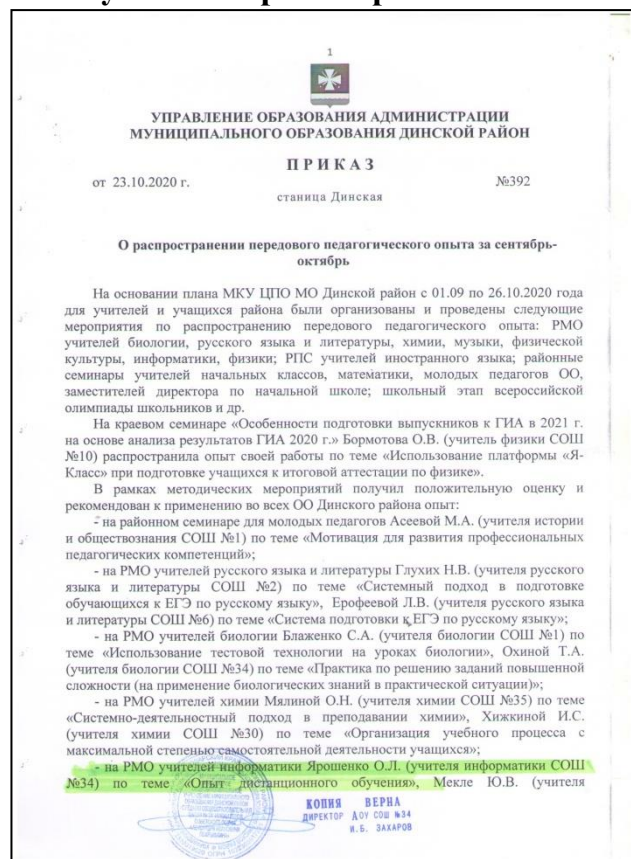 1
УПРАВЛЕНИЕ ОБРАЗОВАНИЯ АДМИНИСТРАЦИИ
МУНИЦИПАЛЬНОГО ОБРАЗОВАНИЯ ДИНСКОЙ РАЙОН
ПРИКАЗ
от 23.10.2020 г. №392
станица Динская
О распространении передового педагогического опыта за сентябрь-
октябрь
На основании плана МКУ ЦПО МО Динской район с 01.09 по 26.10.2020 года
для учителей и учащихся района были организованы и проведены следующие
мероприятия по распространению передового педагогического опыта: РМО
учителей биологии, русского языка и литературы, химии, музыки, физической
культуры, информатики, физики; РПС учителей иностранного языка; районные
семинары учителей начальных классов, математики, молодых педагогов ОО,
заместителей директора по начальной школе; школьный этап всероссийской
олимпиады школьников и др.
На краевом семинаре «Особенности подготовки выпускников к ГИА в 2021 г.
на основе анализа результатов ГИА 2020 г.» Бормотова О.В. (учитель физики СОШ
№10) распространила опыт своей работы по теме «Использование платформы «Я-
Класс» при подготовке учащихся к итоговой аттестации по физике».
В рамках методических мероприятий получил положительную оценку и
рекомендован к применению во всех ОО Динского района опыт:
- на районном семинаре для молодых педагогов Асеевой М.А. (учителя истории
и обществознания СОШ №1) по теме «Мотивация для развития профессиональных
педагогических компетенций»;
- на РМО учителей русского языка и литературы Глухих Н.В. (учителя русского
языка и литературы СОШ №2) по теме «Системный подход в подготовке
обучающихся к ЕГЭ по русскому языку», Ерофеевой Л.В. (учителя русского языка
и литературы СОШ №6) по теме «Система подготовки к ЕГЭ по русскому языку»;
- на РМО учителей биологии Блаженко С.А. (учителя биологии СОШ №1) по
теме «Использование тестовой технологии на уроках биологии», Охиной Т.А.
(учителя биологии СОШ №34) по теме «Практика по решению заданий повышенной
сложности (на применение биологических знаний в практической ситуации)»;
- на РМО учителей химии Мялиной О.Н. (учителя химии СОШ №35) по теме
«Системно-деятельностный подход в преподавании химии», Хижкиной И.С.
(учителя химии СОШ №30) по теме «Организация учебного процесса с
максимальной степенью самостоятельной деятельности учащихся»;
- на РМО учителей информатики Ярошенко О.Л. (учителя информатики СОШ
№34) по теме «Опыт дистанционного обучения», Мекле Ю.В. (учителя
КОПИЯ ВЕРНА
ДИРЕКТОР АОУ СОШ №34
И.Б. ЗАХАРОВ